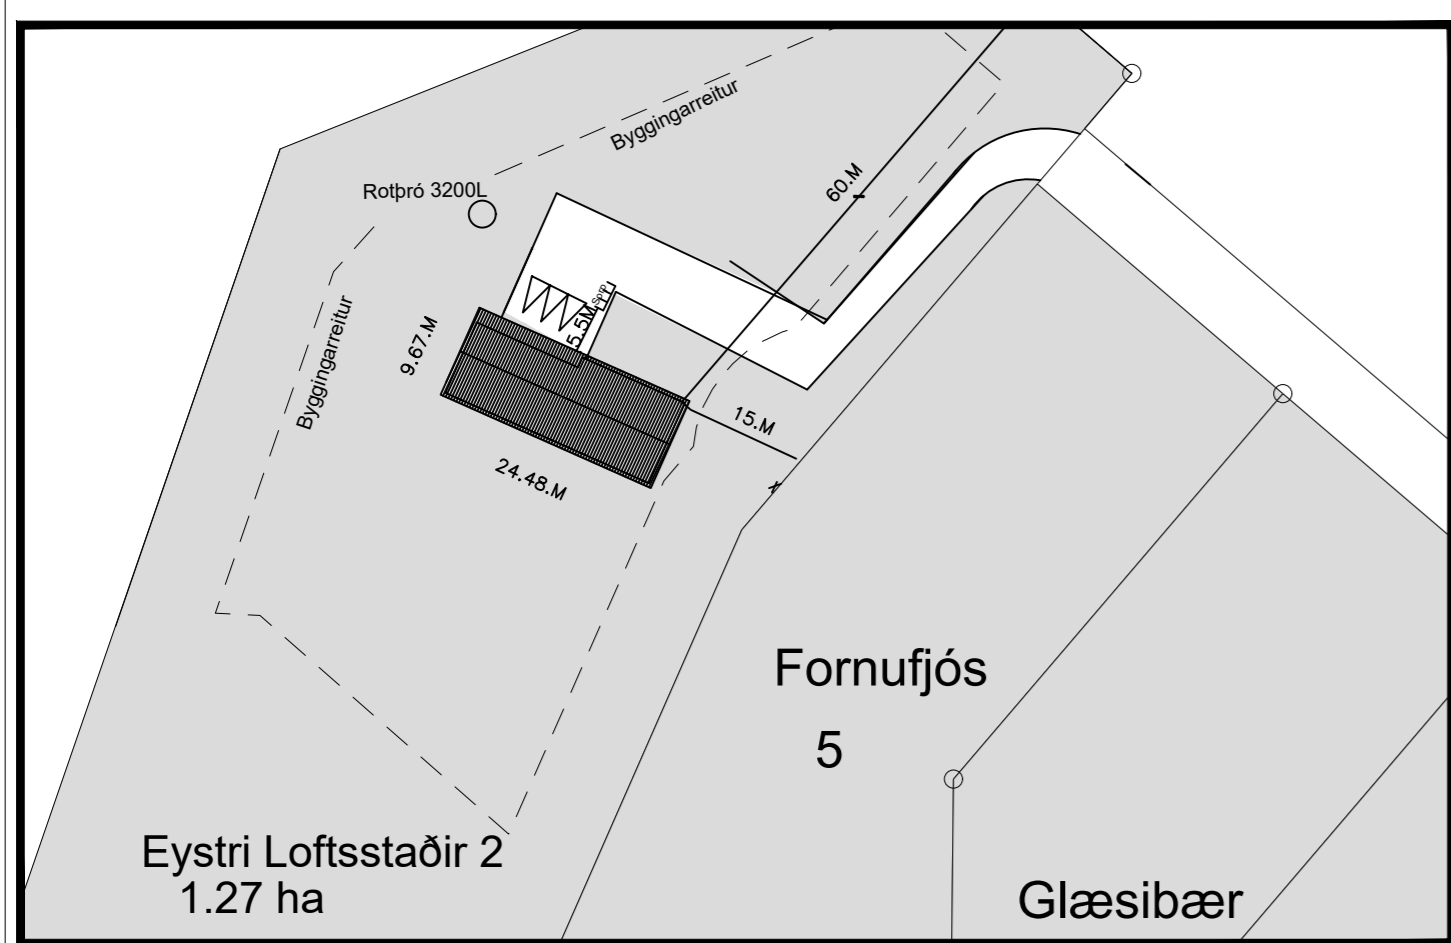 Byggingarreitur
Rotþró 3200L
60.M
Sorp
5.5M
9.67.M
Byggingarreitur
15.M
24.48.M
Fornufjós
5
Eystri Loftsstaðir 2
1.27 ha
Glæsibær